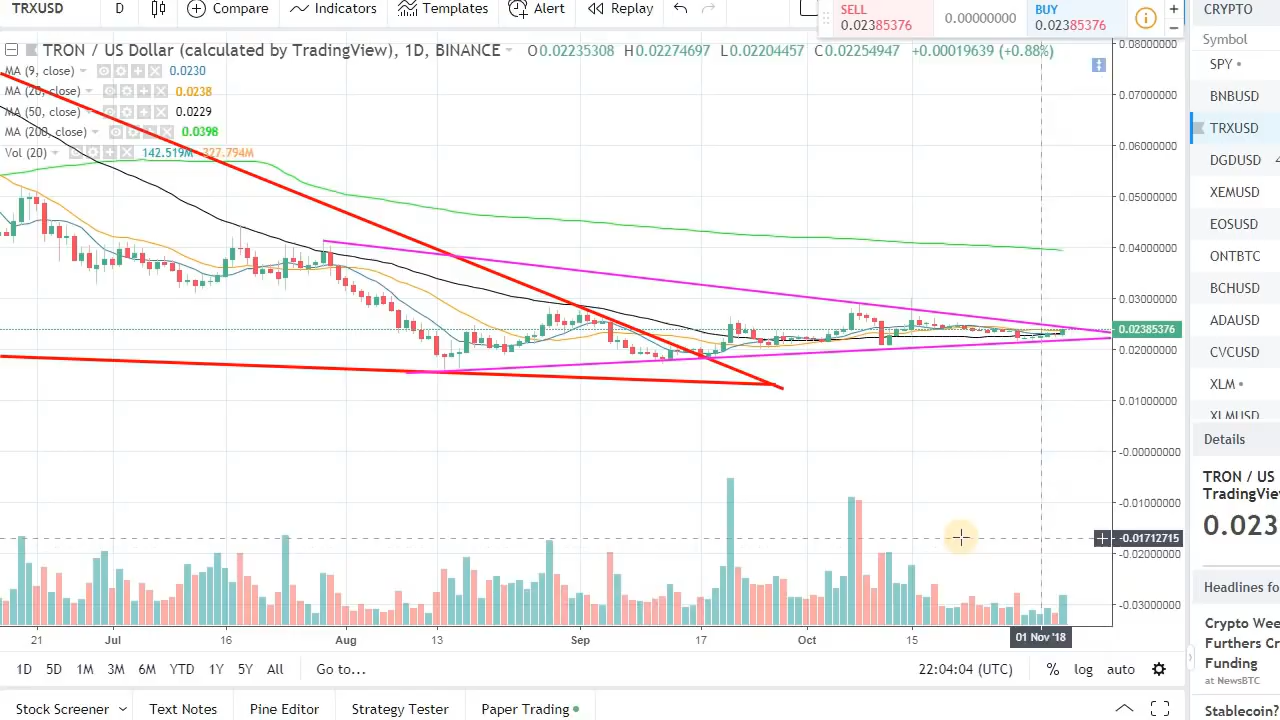 TRXUSD D Compare Indicators Templates Alert Replay
SELL 0.02385376 0.00000000 BUY 0.02385376
TRON / US Dollar (calculated by TradingView), 1D, BINANCE O0.02235308 H0.02274697 L0.02204457 C0.02254947 +0.00019639 (+0.88%)
MA (9, close) 0.0230
MA (20, close) 0.0238
MA (50, close) 0.0229
MA (200, close) 0.0398
Vol (20) 142.519M 327.794M
0.08000000
0.07000000
0.06000000
0.05000000
0.04000000
0.03000000
0.02385376
0.02000000
0.01000000
-0.00000000
-0.01000000
-0.01712715
-0.02000000
-0.03000000
21 Jul 16 Aug 13 Sep 17 Oct 15 01 Nov '18
1D 5D 1M 3M 6M YTD 1Y 5Y All Go to... 22:04:04 (UTC) % log auto
Stock Screener Text Notes Pine Editor Strategy Tester Paper Trading
CRYPTO
Symbol
SPY
BNBUSD
TRXUSD
DGDUSD 4
XEMUSD
EOSUSD
ONTBTC
BCHUSD
ADAUSD
CVCUSD
XLM
XLMUSD
Details
TRON / US
TradingVie
0.023
Headlines fo
Crypto Wee
Furthers Cr
Funding
at NewsBTC
Stablecoin?